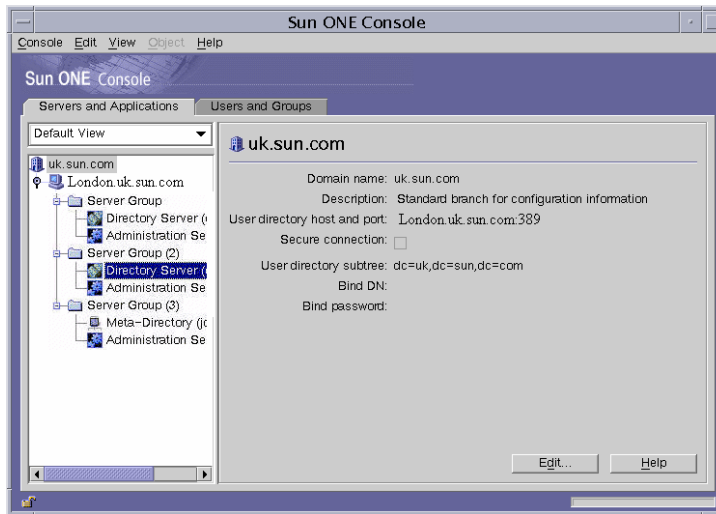 Sun ONE Console
Console Edit View Object Help
Sun ONE Console
Servers and Applications
Users and Groups
Default View
uk.sun.com
London.uk.sun.com
Server Group
Directory Server (
Administration Se
Server Group (2)
Directory Server (
Administration Se
Server Group (3)
Meta-Directory (jc
Administration Se
uk.sun.com
Domain name: uk.sun.com
Description: Standard branch for configuration information
User directory host and port: London.uk.sun.com:389
Secure connection:
User directory subtree: dc=uk,dc=sun,dc=com
Bind DN:
Bind password:
Edit... Help